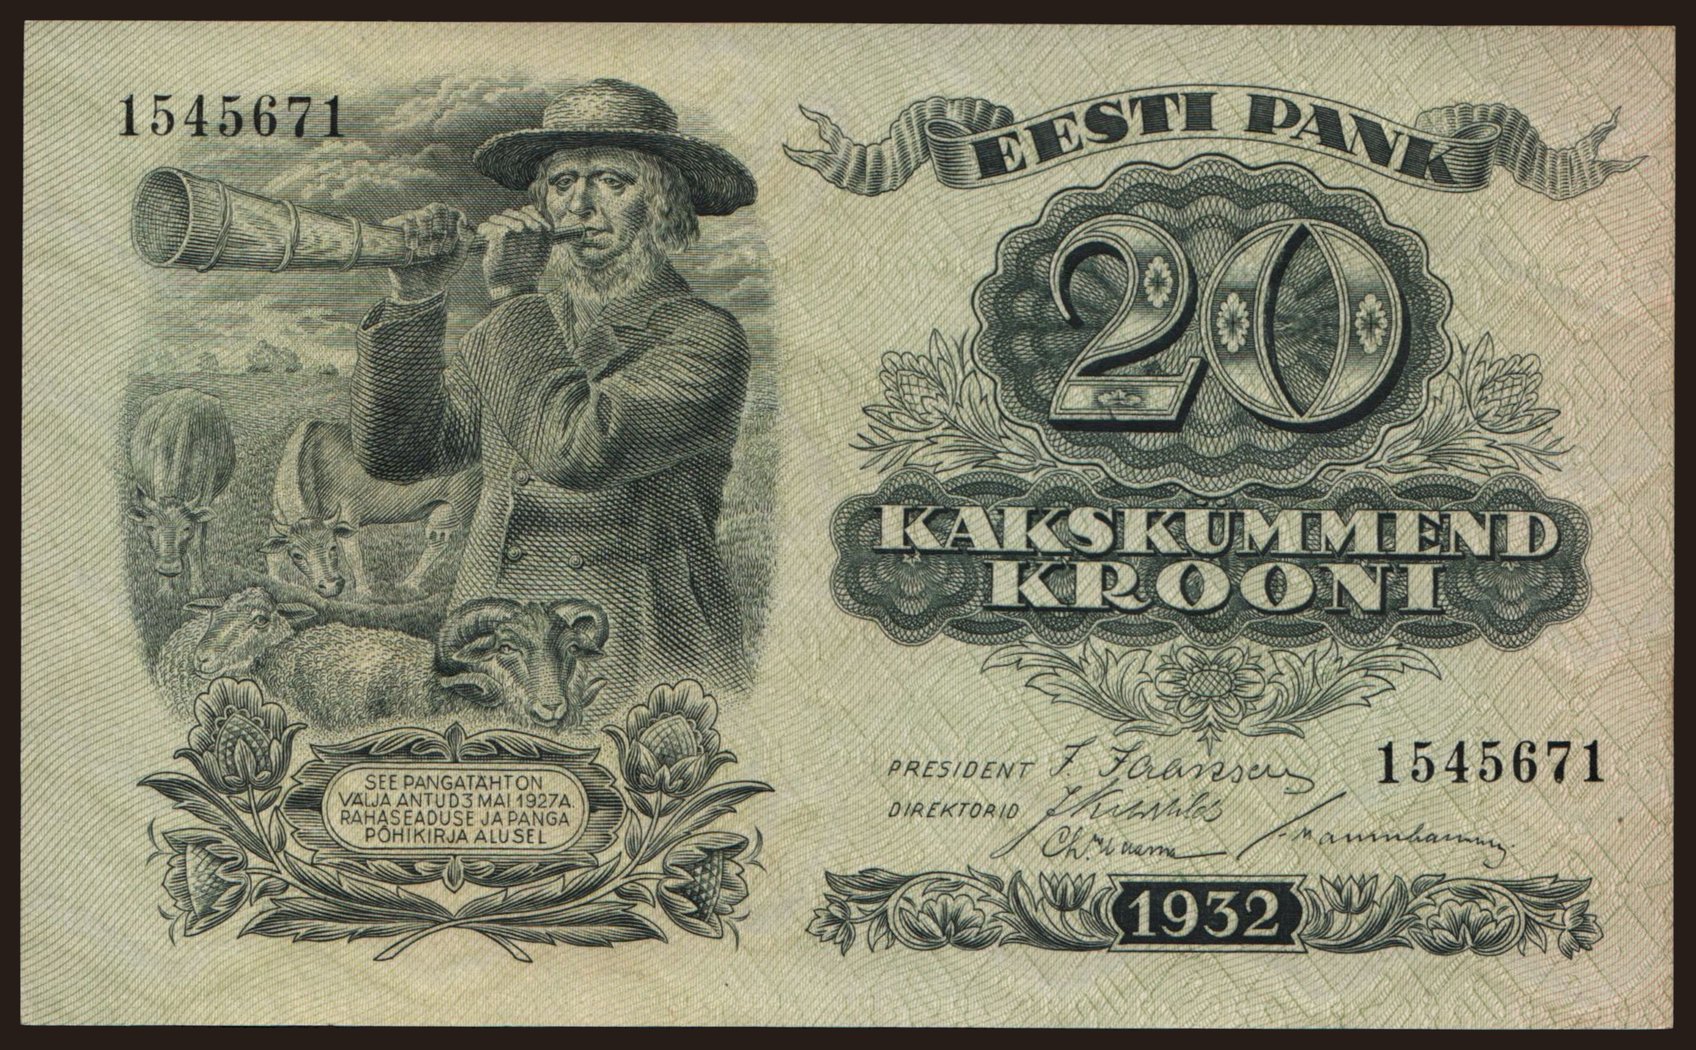 1545671
EESTI PANK
20
KAKSKÜMMEND
KROONI
SEE PANGATÄHT ON
VÄLJA ANTUD 3 MAI 1927 A.
RAHASEADUSE JA PANGA
PÕHIKIRJA ALUSEL
PRESIDENT J. Jaakson
DIREKTORID
1545671
1932